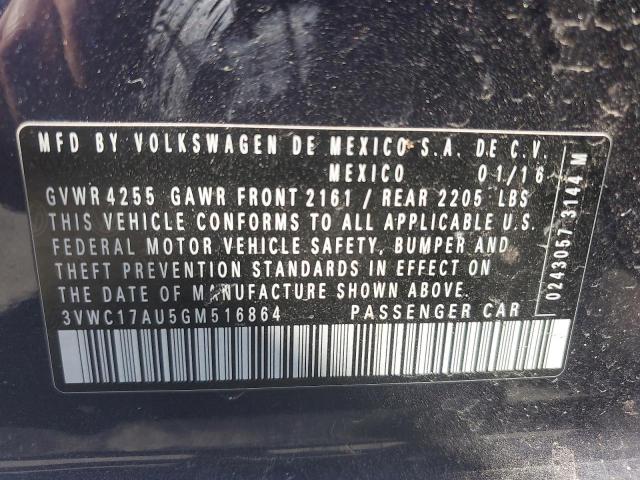 MFD BY VOLKSWAGEN DE MEXICO S.A. DE C.V.
MEXICO 01/16
GVWR 4255 GAWR FRONT 2161 / REAR 2205 LBS
THIS VEHICLE CONFORMS TO ALL APPLICABLE U.S.
FEDERAL MOTOR VEHICLE SAFETY, BUMPER AND
THEFT PREVENTION STANDARDS IN EFFECT ON
THE DATE OF MANUFACTURE SHOWN ABOVE.
3VWC17AU5GM516864 PASSENGER CAR
0243057 3144 M